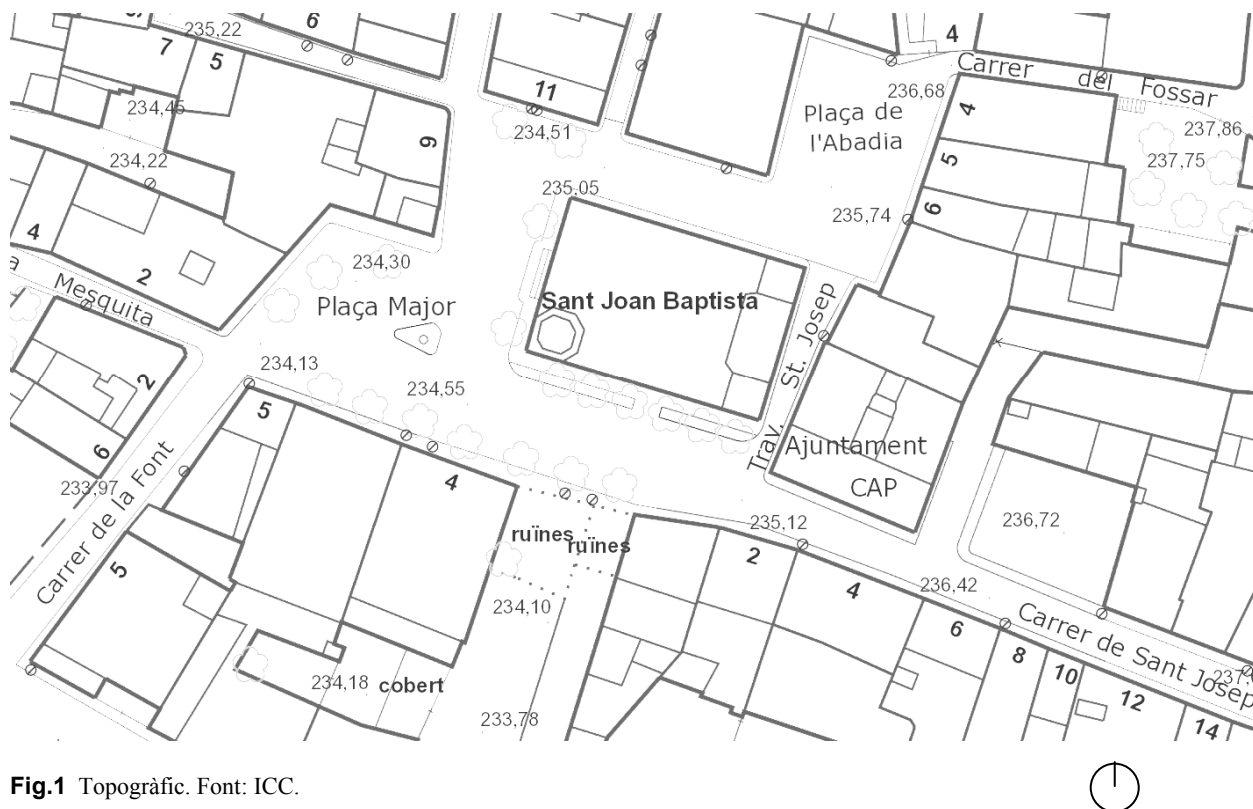 6
4
235,22
7
5
Carrer del Fossar
11
236,68
234,45
Plaça de
l'Abadia
4
234,51
237,86
9
234,22
5
237,75
235,05
6
235,74
4
234,30
2
Mesquita
Plaça Major
Sant Joan Baptista
Trav. St. Josep
234,13
2
234,55
5
Ajuntament
6
4
CAP
233,97
Carrer de la Font
235,12
236,72
ruïnes
ruïnes
2
5
4
236,42
234,10
6
Carrer de Sant Josep
8
10
234,18
cobert
12
233,78
14
Fig.1 Topogràfic. Font: ICC.